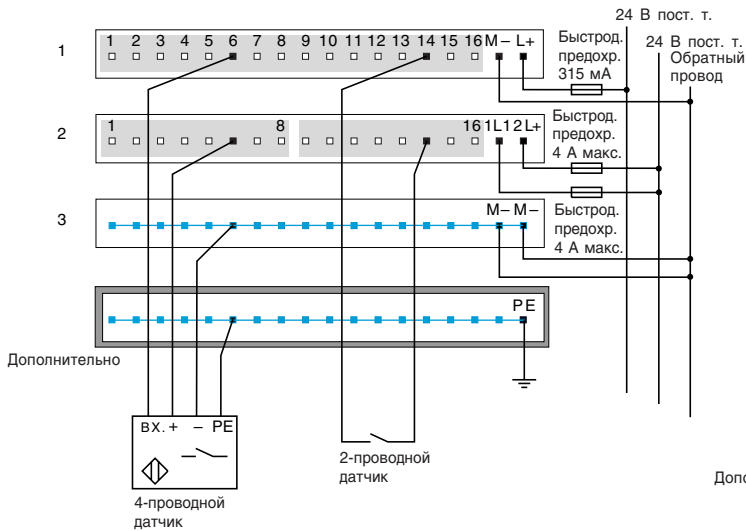 24 В пост. т.
24 В пост. т.
Обратный
провод
1
1 2 3 4 5 6 7 8 9 10 11 12 13 14 15 16 M– L+
Быстрод.
предохр.
315 мА
2
1 8 16 1L1 2L+
Быстрод.
предохр.
4 А макс.
3
M– M–
Быстрод.
предохр.
4 А макс.
PE
Дополнительно
ВХ. + – PE
2-проводной
датчик
4-проводной
датчик
Допо